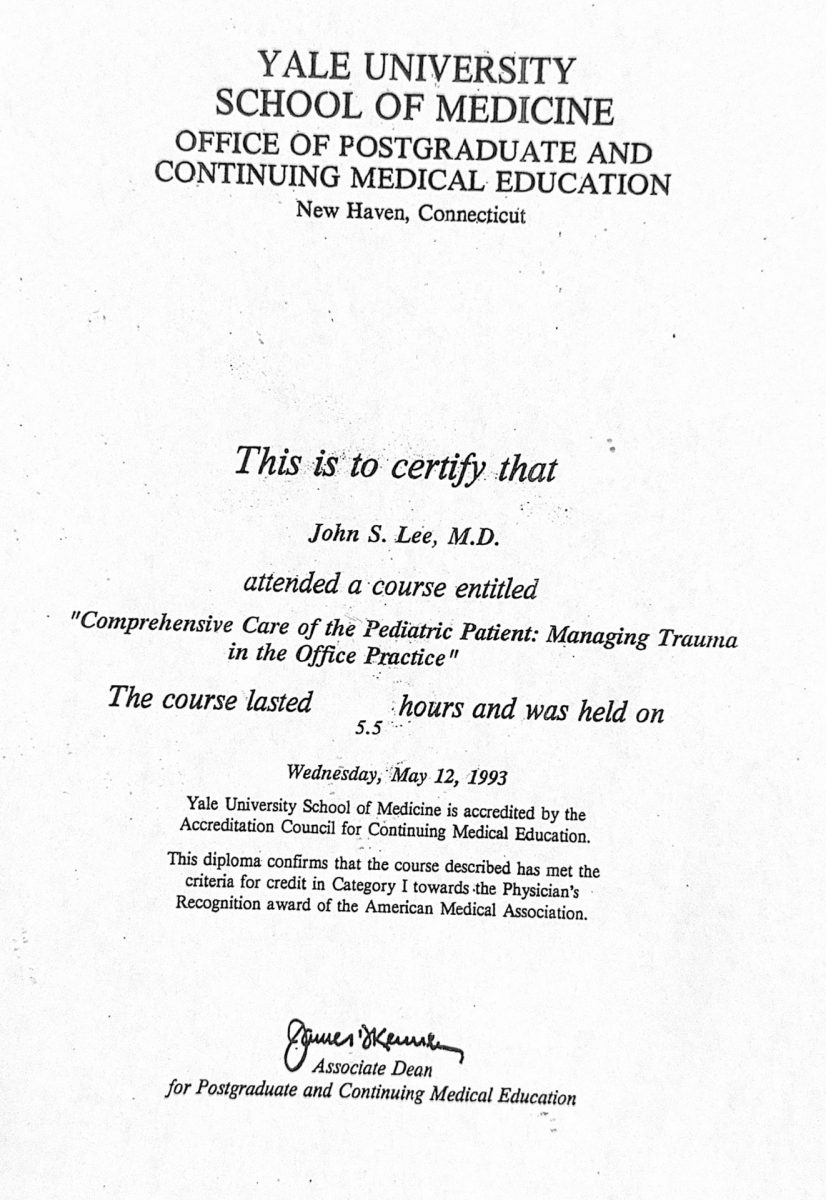 YALE UNIVERSITY
SCHOOL OF MEDICINE
OFFICE OF POSTGRADUATE AND
CONTINUING MEDICAL EDUCATION
New Haven, Connecticut
This is to certify that
John S. Lee, M.D.
attended a course entitled
"Comprehensive Care of the Pediatric Patient: Managing Trauma
in the Office Practice"
The course lasted 5.5 hours and was held on
Wednesday, May 12, 1993
Yale University School of Medicine is accredited by the
Accreditation Council for Continuing Medical Education.
This diploma confirms that the course described has met the
criteria for credit in Category I towards the Physician's
Recognition award of the American Medical Association.
James
Associate Dean
for Postgraduate and Continuing Medical Education